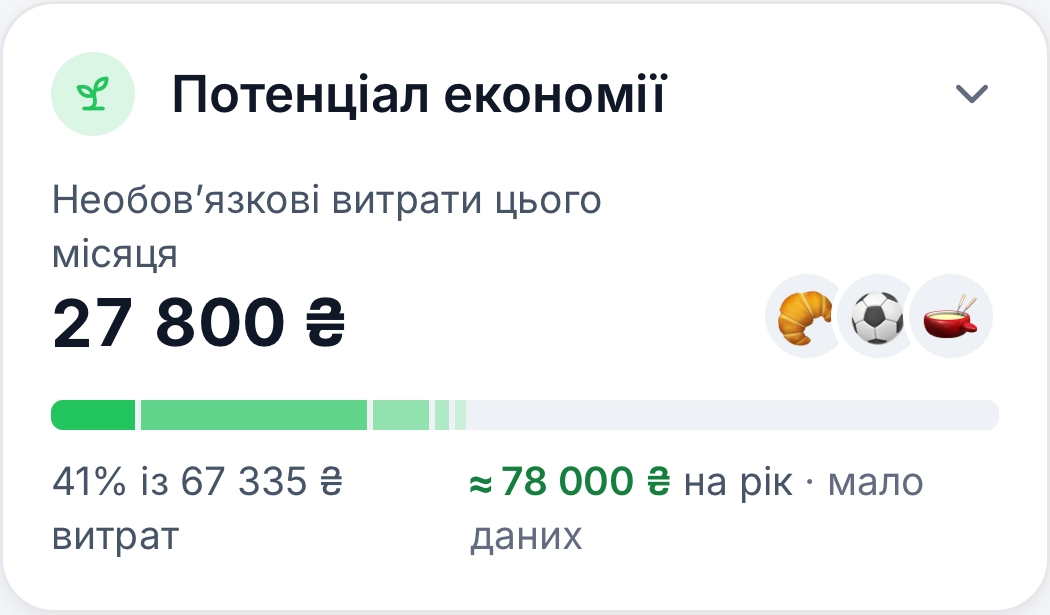 Потенціал економії
Необов’язкові витрати цього
місяця
27 800 ₴
41% із 67 335 ₴
витрат
≈ 78 000 ₴ на рік · мало
даних